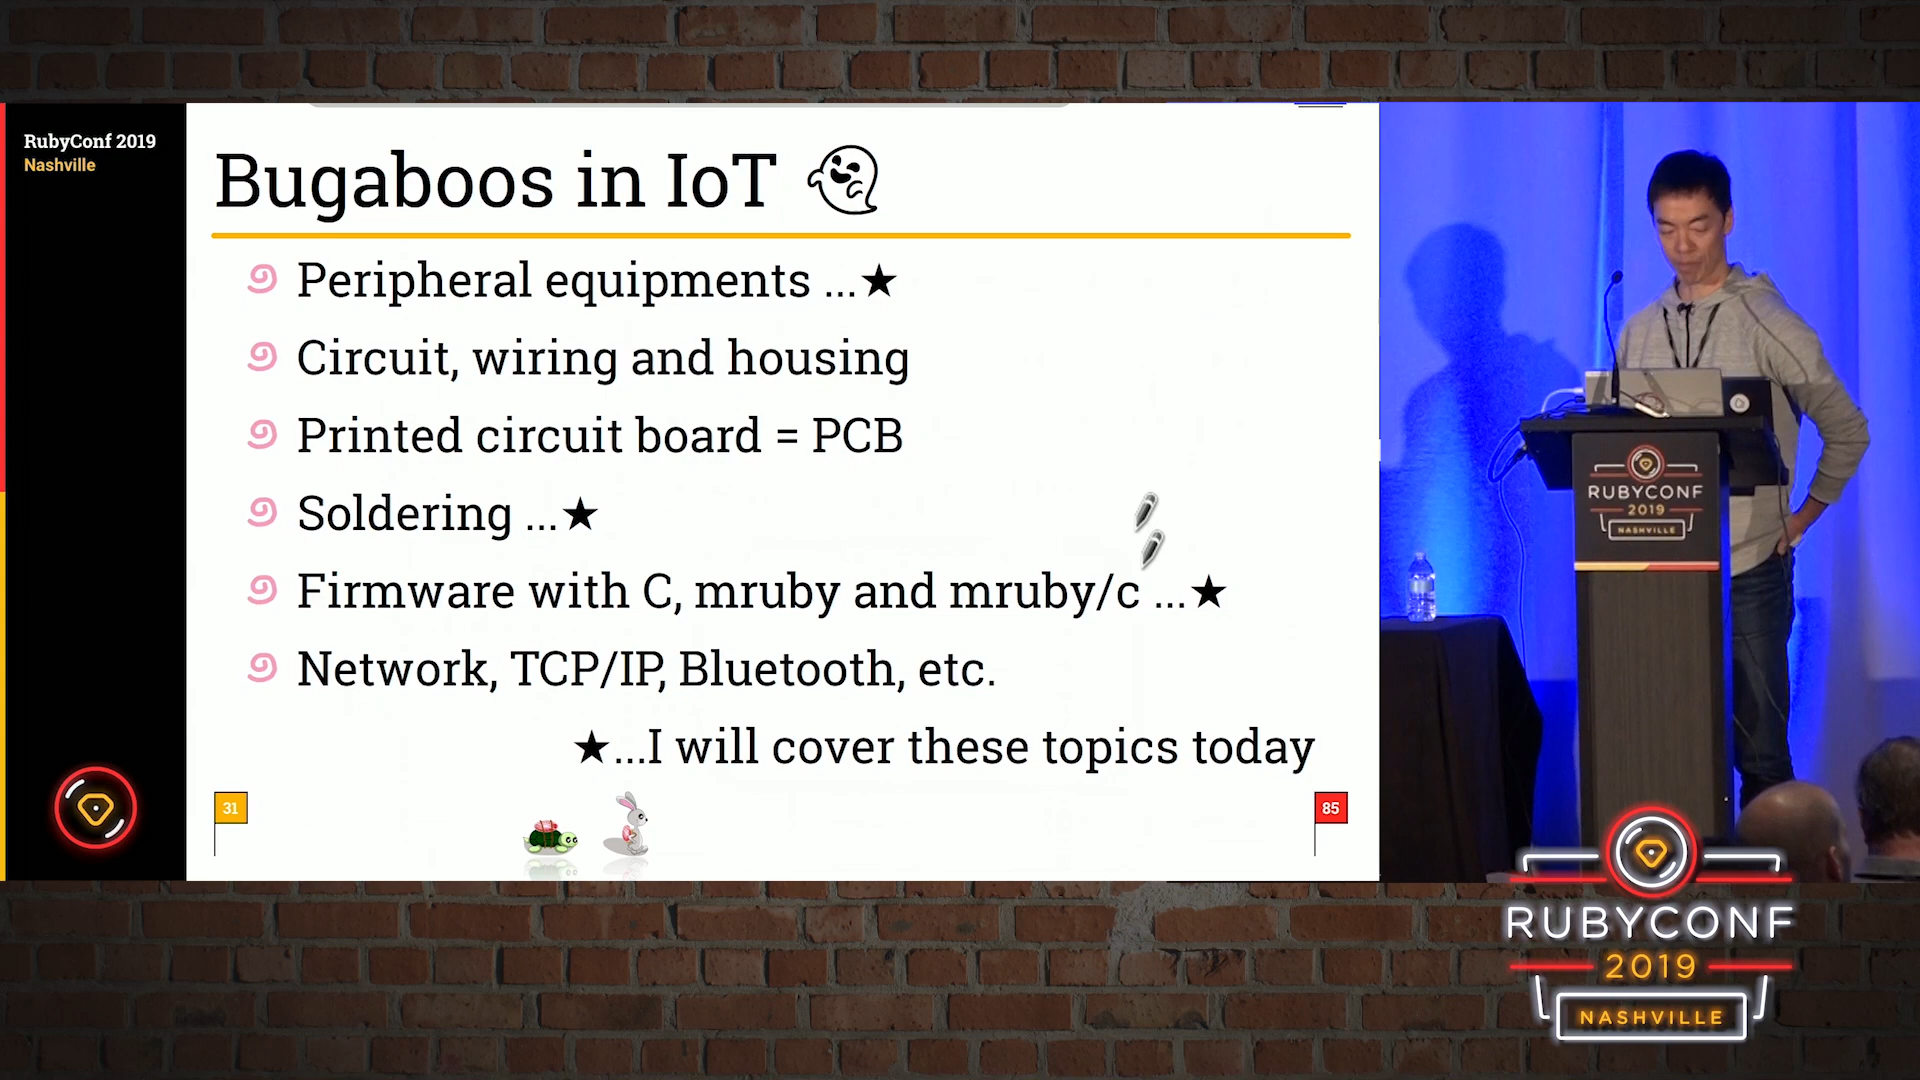 RubyConf 2019
Nashville
Bugaboos in IoT
Peripheral equipments ...★
Circuit, wiring and housing
Printed circuit board = PCB
Soldering ...★
Firmware with C, mruby and mruby/c ...★
Network, TCP/IP, Bluetooth, etc.
★...I will cover these topics today
31
85
RUBYCONF
2019
NASHVILLE
RUBYCONF
2019
NASHVILLE